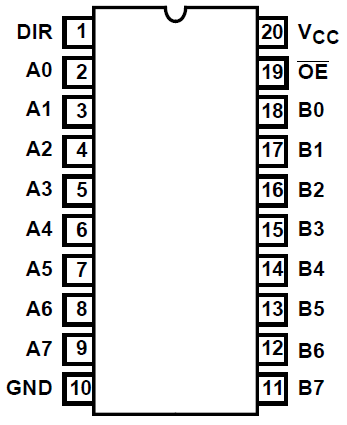 DIR 1 20 VCC
A0 2 19 OE
A1 3 18 B0
A2 4 17 B1
A3 5 16 B2
A4 6 15 B3
A5 7 14 B4
A6 8 13 B5
A7 9 12 B6
GND 10 11 B7